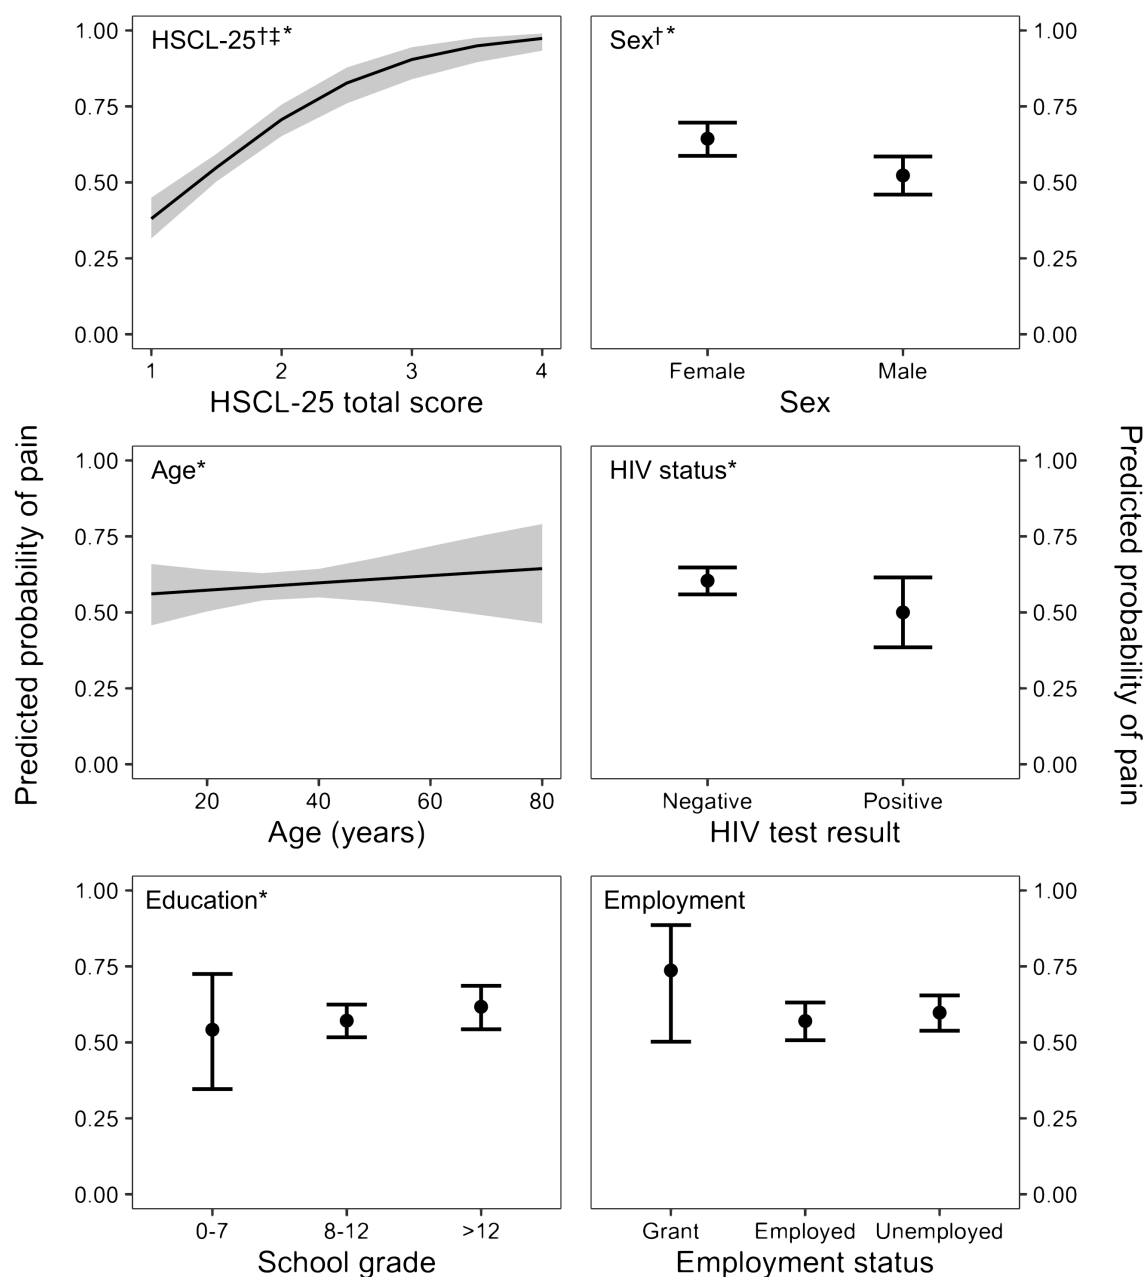 1.00
0.75
0.50
0.25
0.00
HSCL-25†‡*
1
2
3
4
HSCL-25 total score
Sex†*
1.00
0.75
0.50
0.25
0.00
Female
Male
Sex
Predicted probability of pain
1.00
0.75
0.50
0.25
0.00
Age*
20
40
60
80
Age (years)
HIV status*
1.00
0.75
0.50
0.25
0.00
Negative
Positive
HIV test result
Predicted probability of pain
1.00
0.75
0.50
0.25
0.00
Education*
0-7
8-12
>12
School grade
Employment
1.00
0.75
0.50
0.25
0.00
Grant
Employed
Unemployed
Employment status